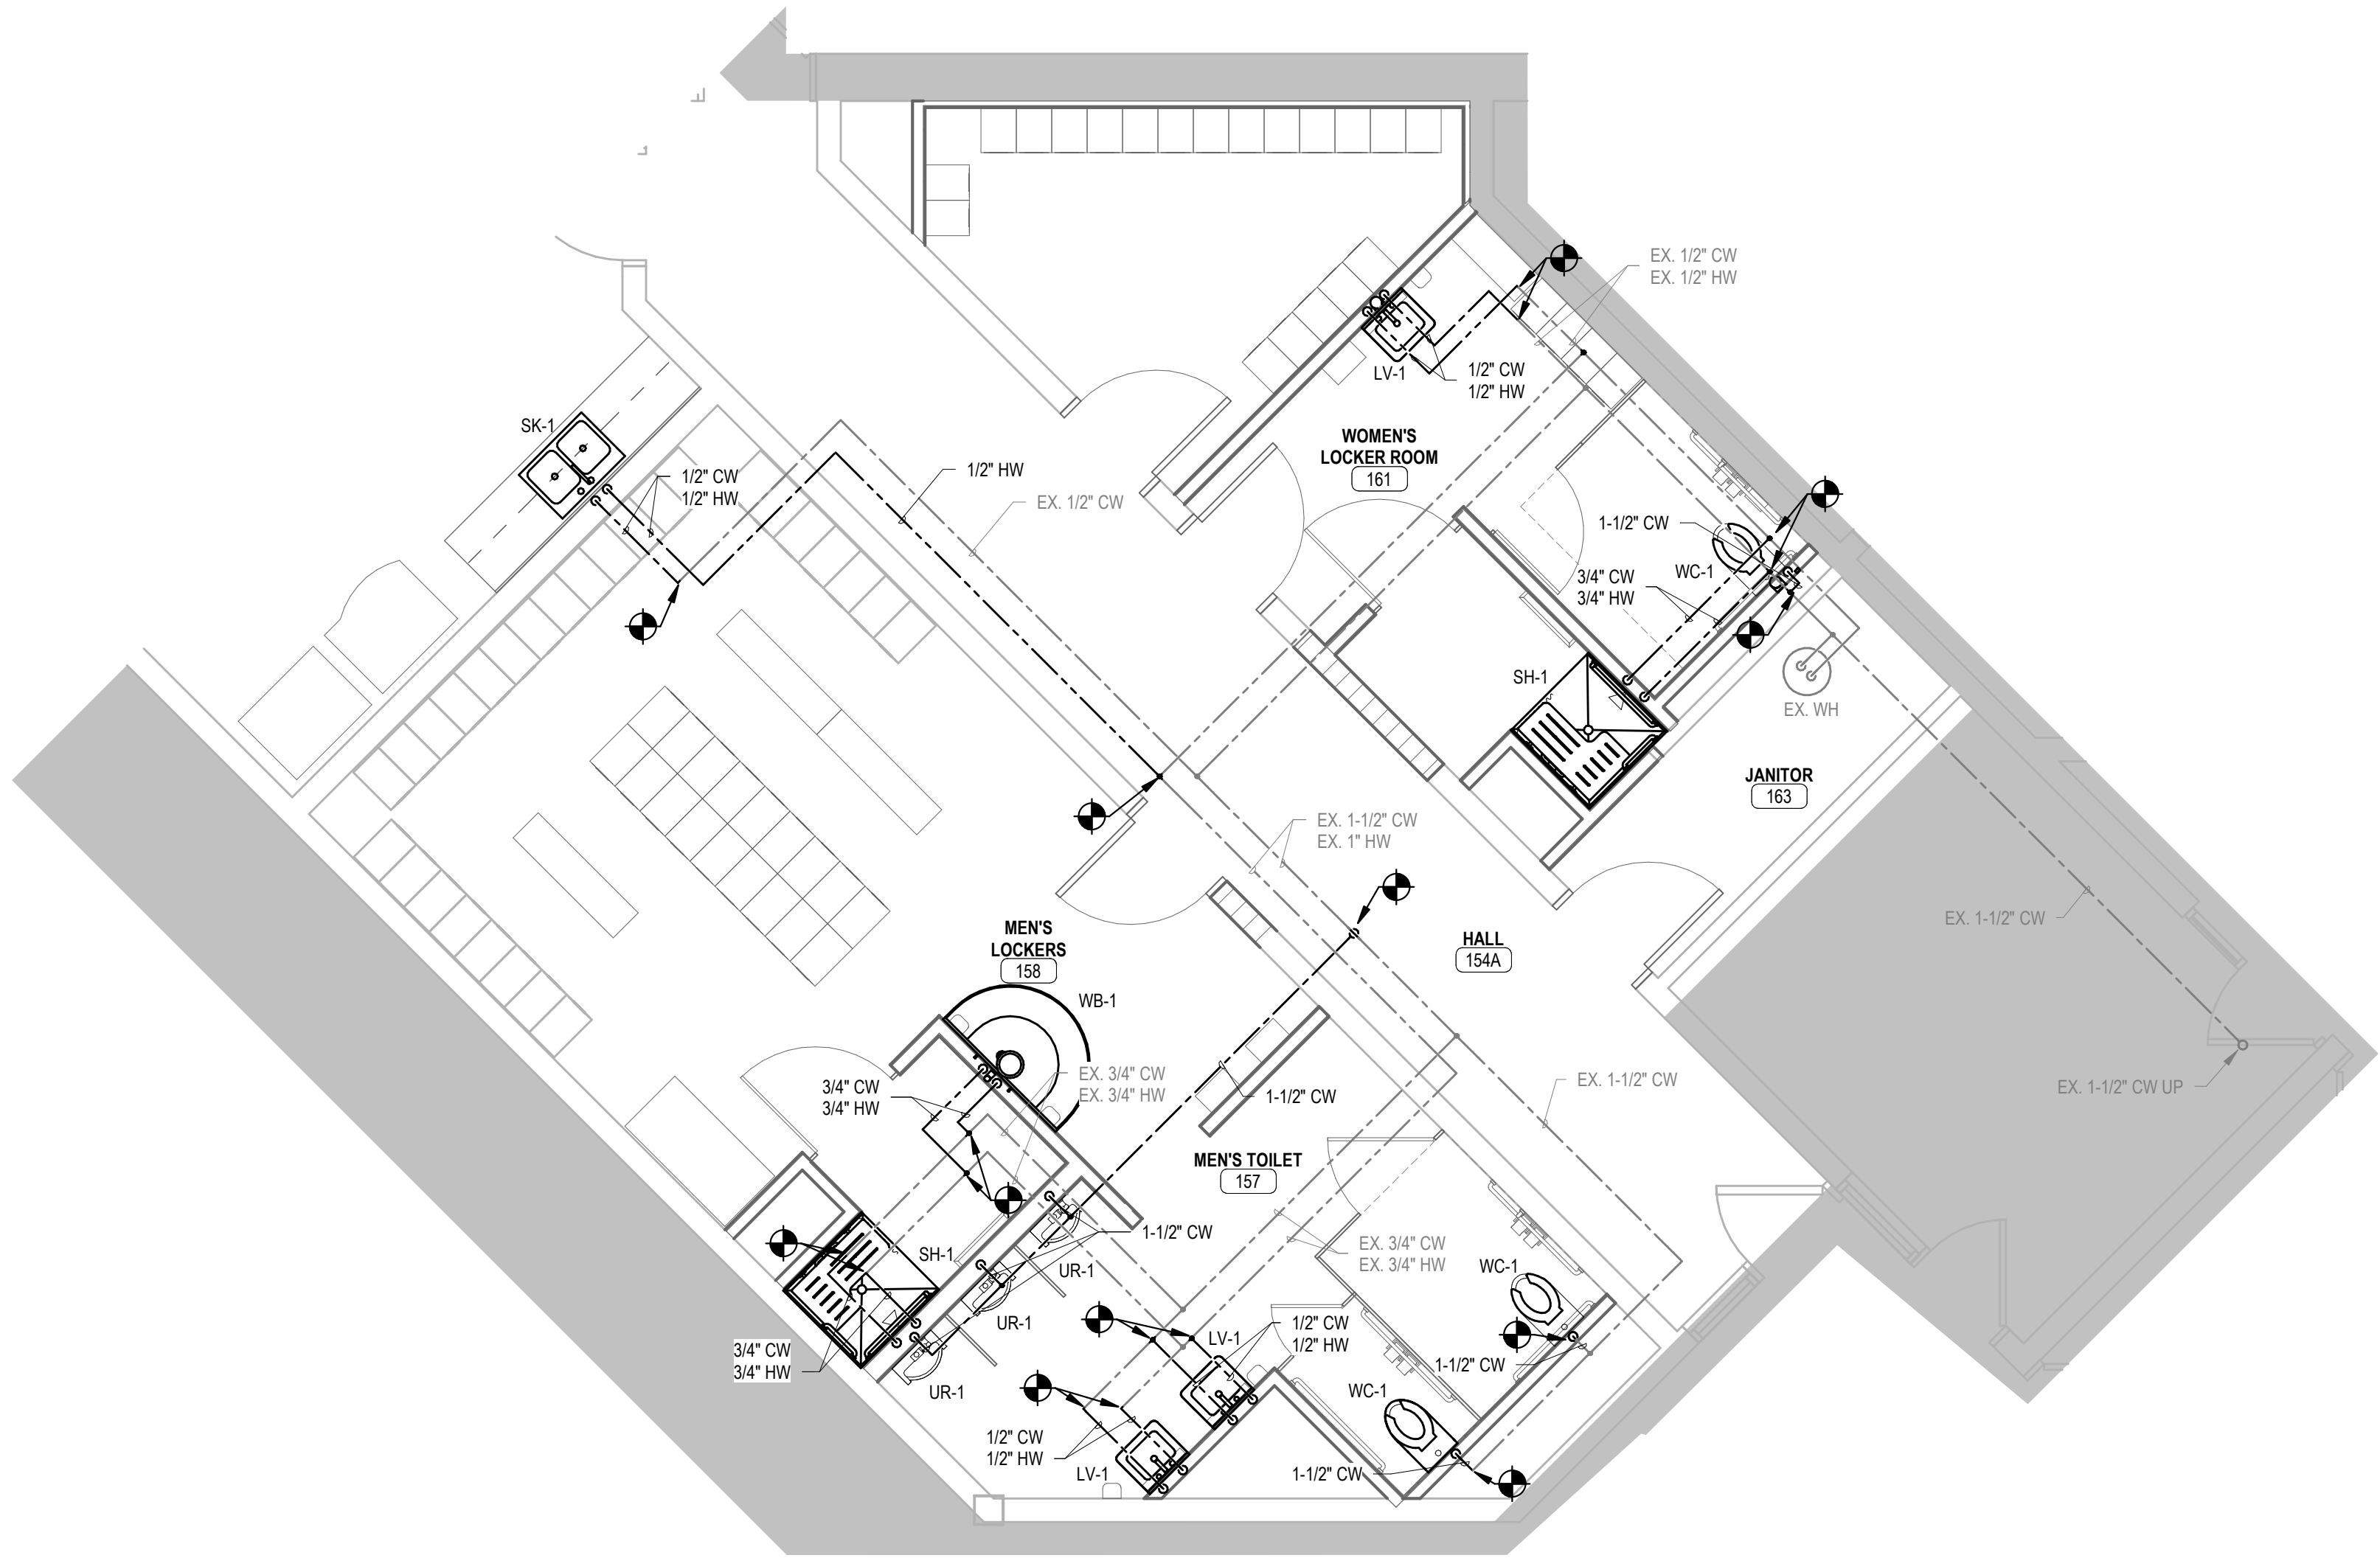 EX. 1/2" CW
EX. 1/2" HW
LV-1
1/2" CW
1/2" HW
SK-1
WOMEN'S
LOCKER ROOM
161
1/2" CW
1/2" HW
1/2" HW
EX. 1/2" CW
1-1/2" CW
WC-1
3/4" CW
3/4" HW
SH-1
EX. WH
JANITOR
163
EX. 1-1/2" CW
EX. 1" HW
MEN'S
LOCKERS
158
HALL
154A
EX. 1-1/2" CW
WB-1
EX. 3/4" CW
EX. 3/4" HW
3/4" CW
3/4" HW
1-1/2" CW
EX. 1-1/2" CW
EX. 1-1/2" CW UP
MEN'S TOILET
157
1-1/2" CW
SH-1
UR-1
EX. 3/4" CW
EX. 3/4" HW
WC-1
UR-1
LV-1
1/2" CW
1/2" HW
3/4" CW
3/4" HW
1-1/2" CW
UR-1
WC-1
1/2" CW
1/2" HW
LV-1
1-1/2" CW